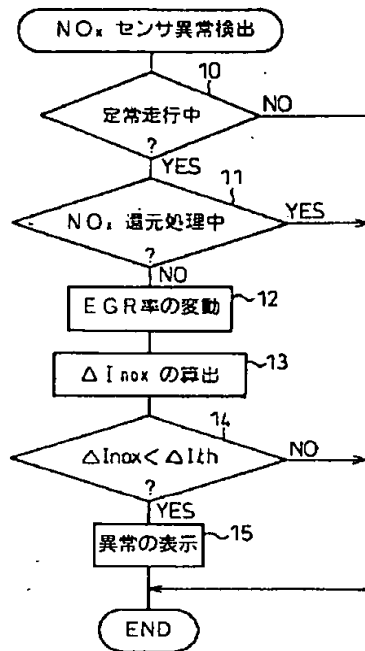 NOx センサ異常検出
10
定常走行中
?
NO
YES
11
NOx 還元処理中
?
YES
NO
EGR率の変動
12
ΔInox の算出
13
14
ΔInox<ΔIth
?
NO
YES
異常の表示
15
END